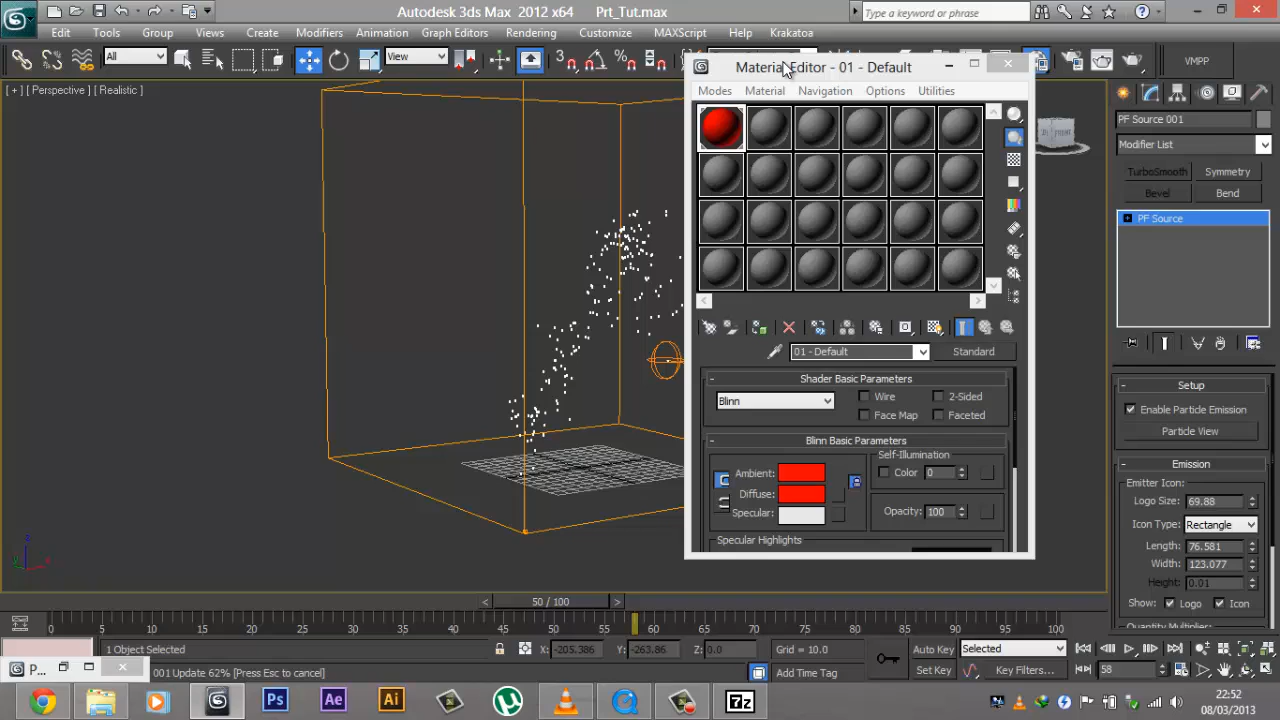 Autodesk 3ds Max 2012 x64 Prt_Tut.max
Type a keyword or phrase
Edit Tools Group Views Create Modifiers Animation Graph Editors Rendering Customize MAXScript Help Krakatoa
All View 3 VMPP
[ + ] [ Perspective ] [ Realistic ]
Material Editor - 01 - Default
Modes Material Navigation Options Utilities
01 - Default Standard
Shader Basic Parameters
Blinn Wire 2-Sided
Face Map Faceted
Blinn Basic Parameters
Self-Illumination
Ambient: Color 0
Diffuse:
Specular: Opacity: 100
Specular Highlights
PF Source 001
Modifier List
TurboSmooth Symmetry
Bevel Bend
PF Source
Setup
Enable Particle Emission
Particle View
Emission
Emitter Icon:
Logo Size: 69.88
Icon Type: Rectangle
Length: 76.581
Width: 123.077
Height: 0.01
Show: Logo Icon
Quantity Multiplier:
50 / 100
0 5 10 15 20 25 30 35 40 45 50 55 60 65 70 75 80 85 90 95 100
1 Object Selected X: -205.386 Y: -263.86 Z: 0.0 Grid = 10.0 Auto Key Selected
P... 001 Update 62% [Press Esc to cancel] Add Time Tag Set Key Key Filters... 58
Ps Ae Ai 7z
22:52
08/03/2013